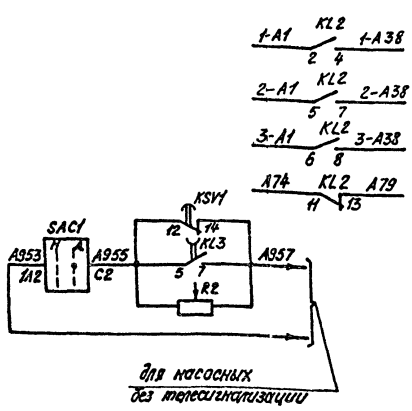 KL2
1-A1 1-A38
2 4
KL2
2-A1 2-A38
5 7
KL2
3-A1 3-A38
6 8
A74 KL2 A79
11 13
KSV1
12 14
SAC1
KL3
A953 A955 A957
1Л2 C2 5 7
R2
для насосных
без телесигнализации